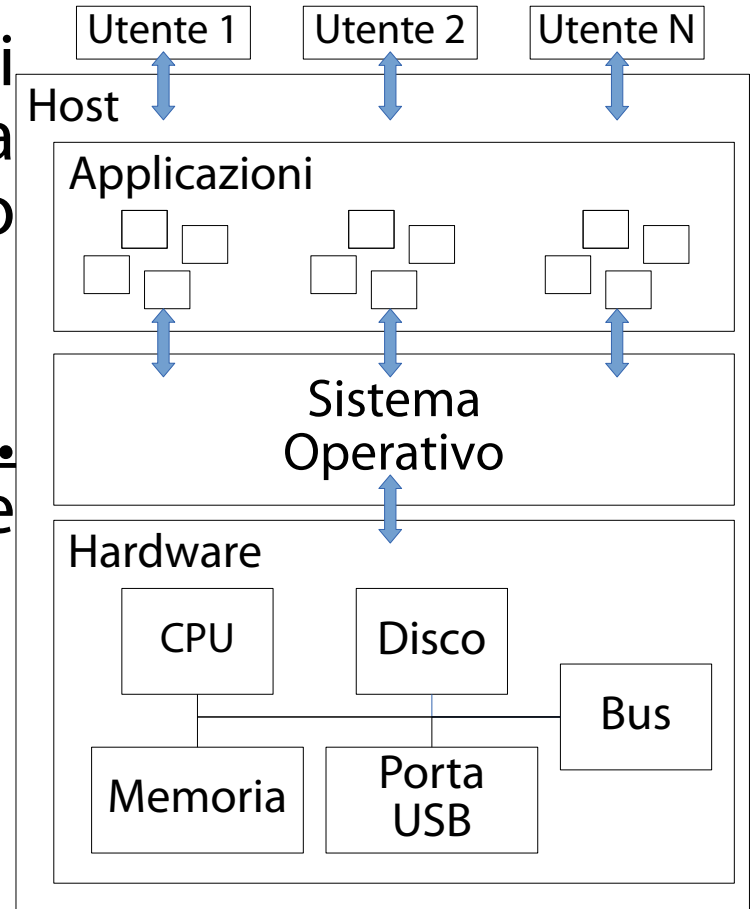 Utente 1
Utente 2
Utente N
i
Host
a
Applicazioni
o
Sistema
Operativo
.
e
Hardware
CPU
Disco
Bus
Memoria
Porta
USB